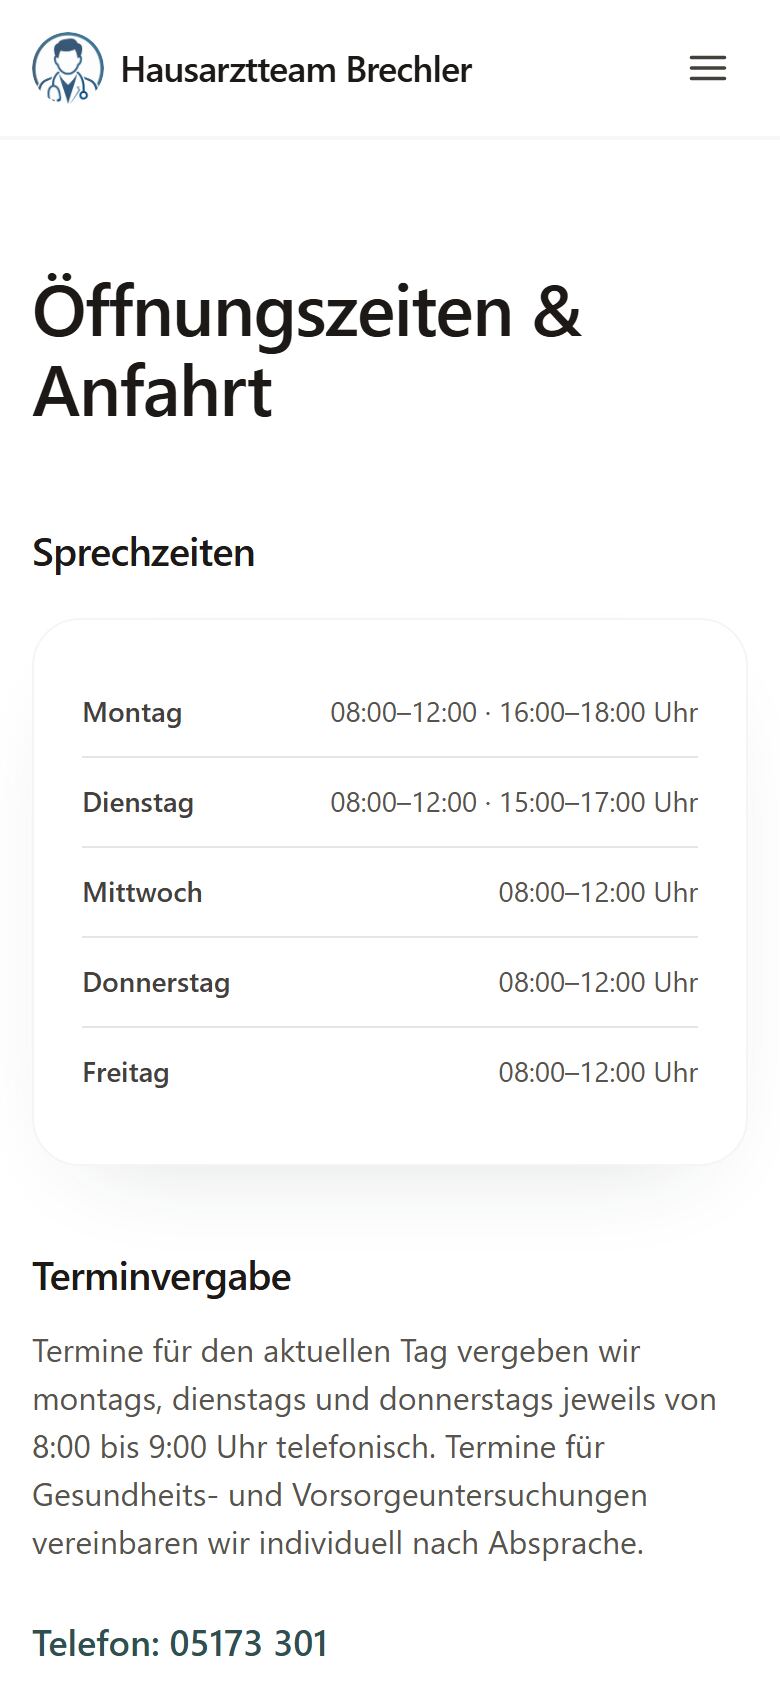 Hausarztteam Brechler
Öffnungszeiten &
Anfahrt
Sprechzeiten
Montag 08:00–12:00 · 16:00–18:00 Uhr
Dienstag 08:00–12:00 · 15:00–17:00 Uhr
Mittwoch 08:00–12:00 Uhr
Donnerstag 08:00–12:00 Uhr
Freitag 08:00–12:00 Uhr
Terminvergabe
Termine für den aktuellen Tag vergeben wir
montags, dienstags und donnerstags jeweils von
8:00 bis 9:00 Uhr telefonisch. Termine für
Gesundheits- und Vorsorgeuntersuchungen
vereinbaren wir individuell nach Absprache.
Telefon: 05173 301